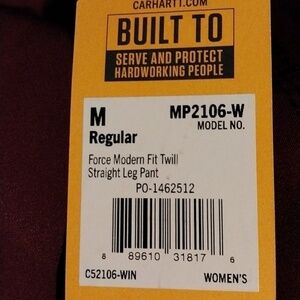 CARHARTT.COM
BUILT TO
SERVE AND PROTECT
HARDWORKING PEOPLE
M MP2106-W
Regular MODEL NO.
Force Modern Fit Twill
Straight Leg Pant
PO-1462512
8 89610 31817 6
C52106-WIN WOMEN'S